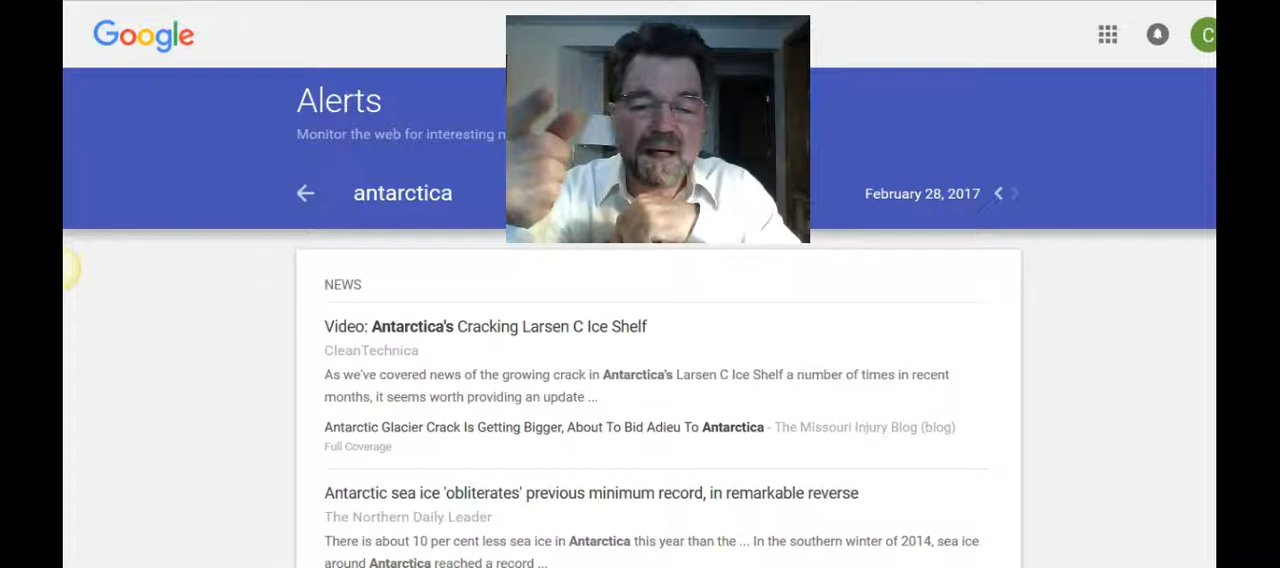 Google
C
Alerts
Monitor the web for interesting n
antarctica
February 28, 2017
NEWS
Video: Antarctica's Cracking Larsen C Ice Shelf
CleanTechnica
As we've covered news of the growing crack in Antarctica's Larsen C Ice Shelf a number of times in recent
months, it seems worth providing an update ...
Antarctic Glacier Crack Is Getting Bigger, About To Bid Adieu To Antarctica - The Missouri Injury Blog (blog)
Full Coverage
Antarctic sea ice 'obliterates' previous minimum record, in remarkable reverse
The Northern Daily Leader
There is about 10 per cent less sea ice in Antarctica this year than the ... In the southern winter of 2014, sea ice
around Antarctica reached a record ...